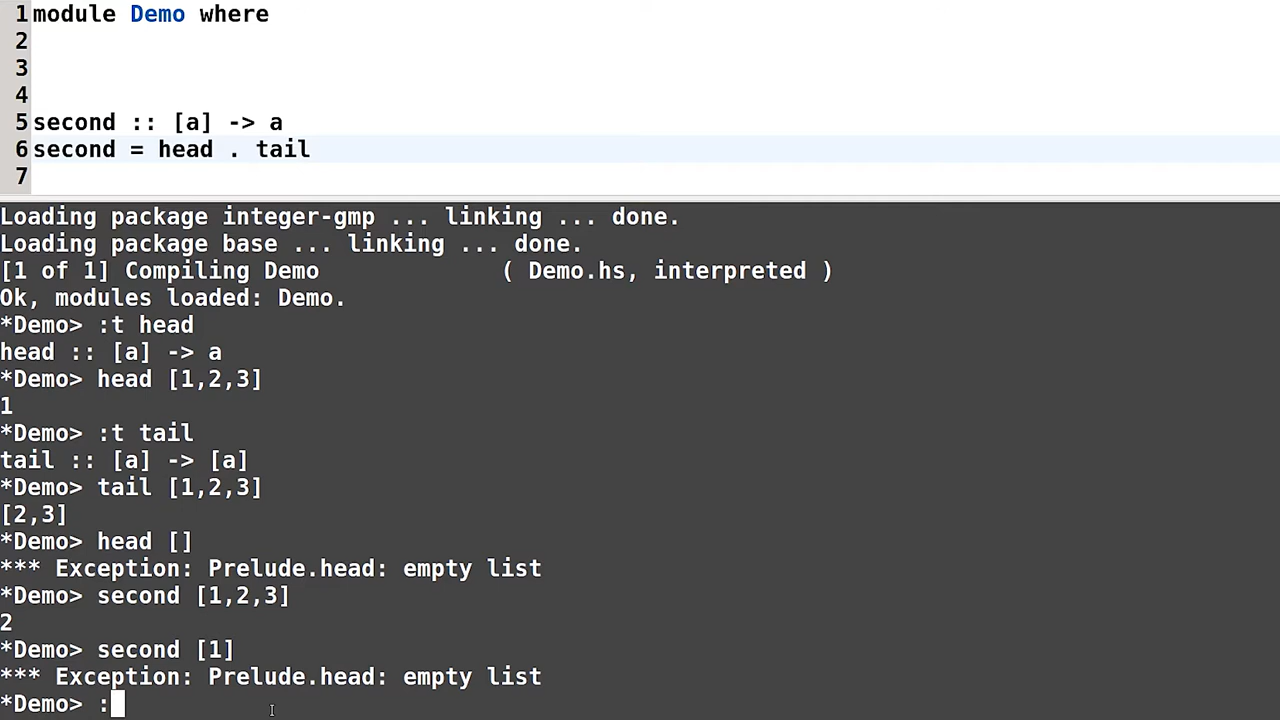 1 module Demo where
2
3
4
5 second :: [a] -> a
6 second = head . tail
7
Loading package integer-gmp ... linking ... done.
Loading package base ... linking ... done.
[1 of 1] Compiling Demo             ( Demo.hs, interpreted )
Ok, modules loaded: Demo.
*Demo> :t head
head :: [a] -> a
*Demo> head [1,2,3]
1
*Demo> :t tail
tail :: [a] -> [a]
*Demo> tail [1,2,3]
[2,3]
*Demo> head []
*** Exception: Prelude.head: empty list
*Demo> second [1,2,3]
2
*Demo> second [1]
*** Exception: Prelude.head: empty list
*Demo> :